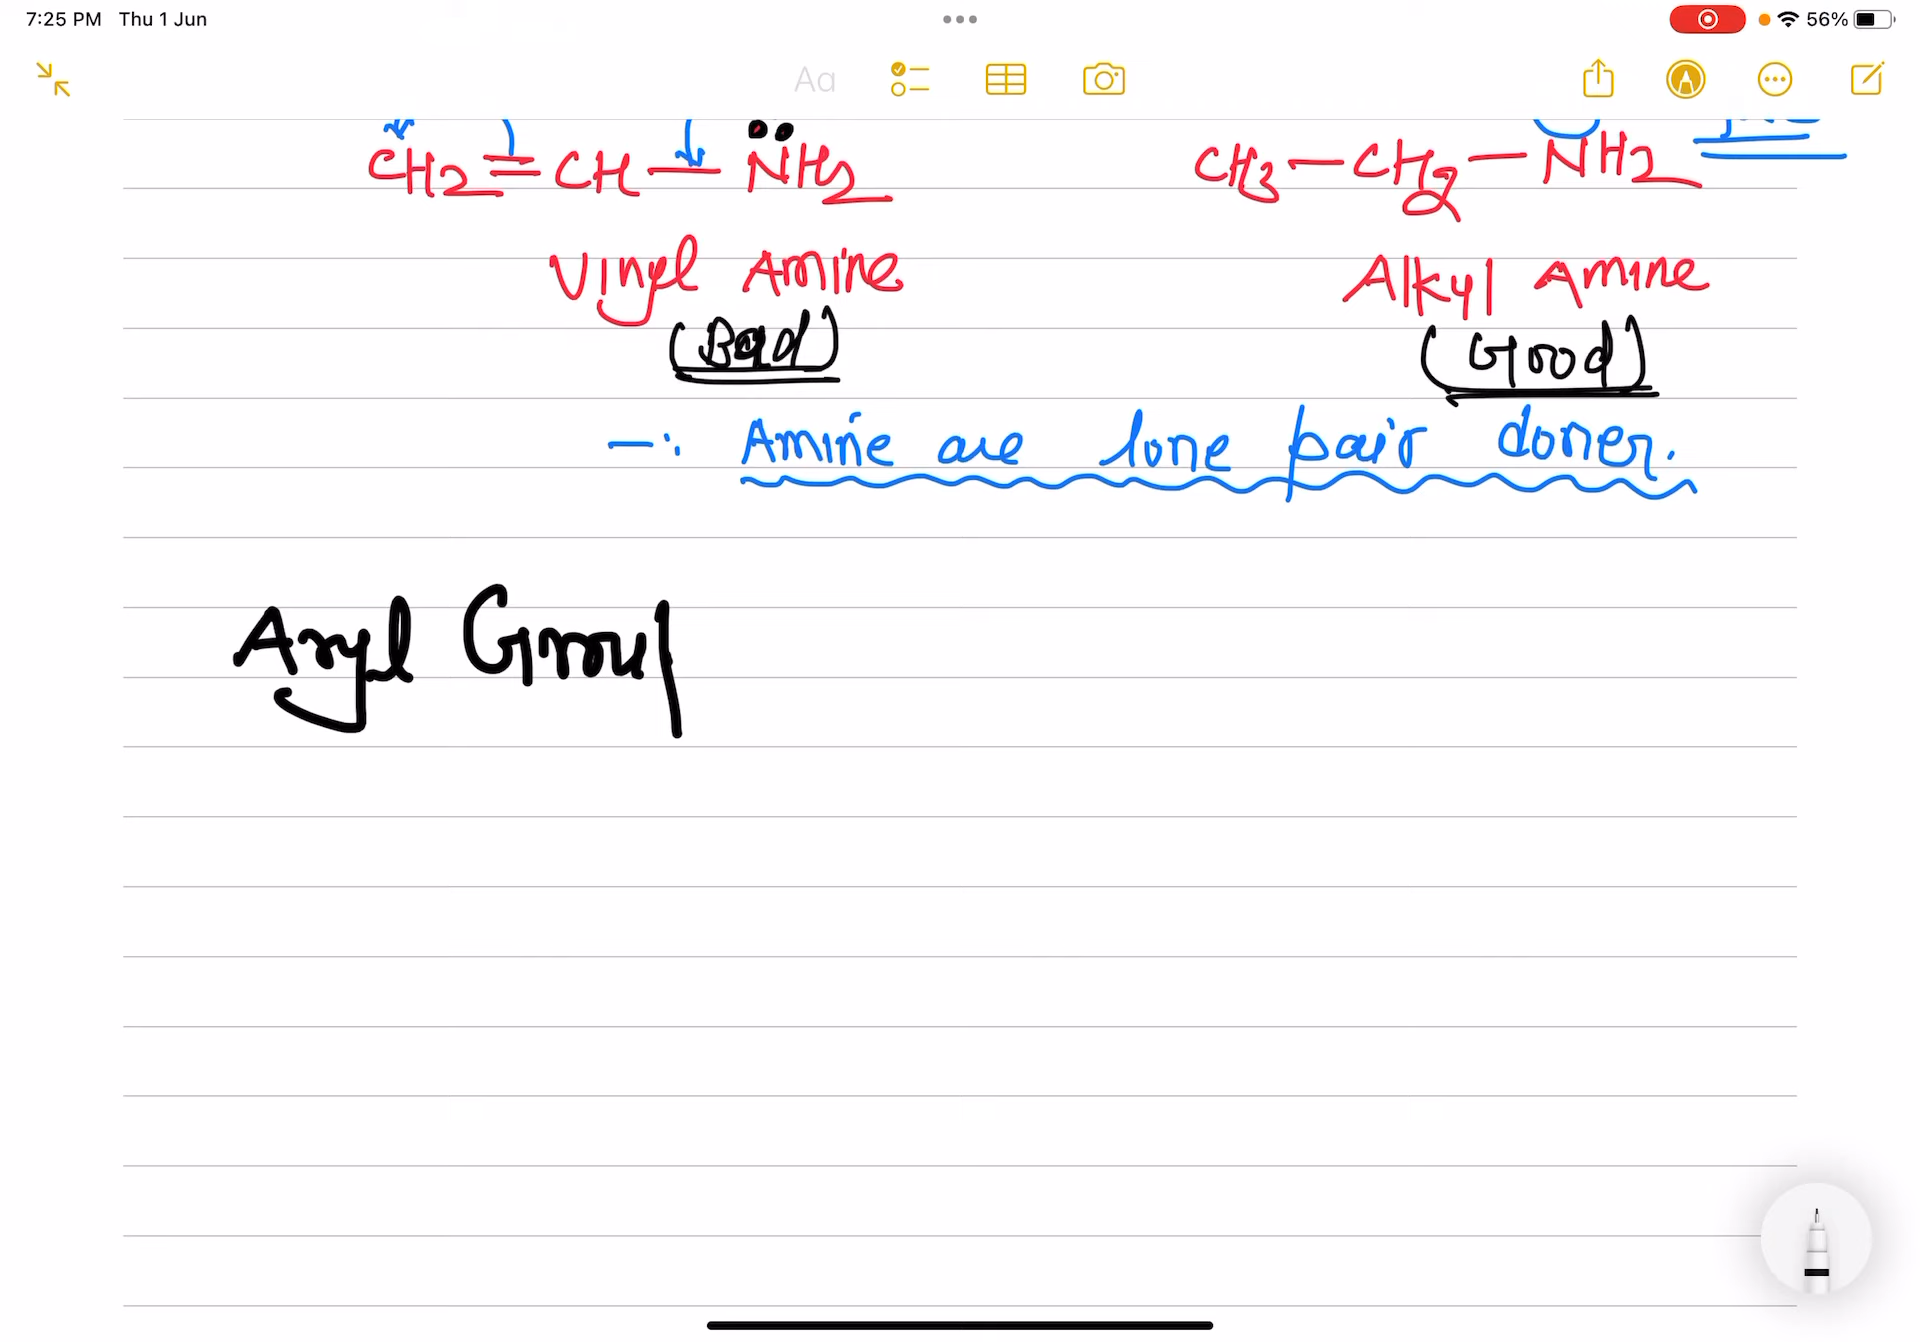 7:25 PM Thu 1 Jun
56%
Aa
CH2=CH—NH2 CH3—CH2—NH2
Vinyl Amine Alkyl Amine
(Bad) (Good)
—: Amine are lone pair doner.
Aryl Group